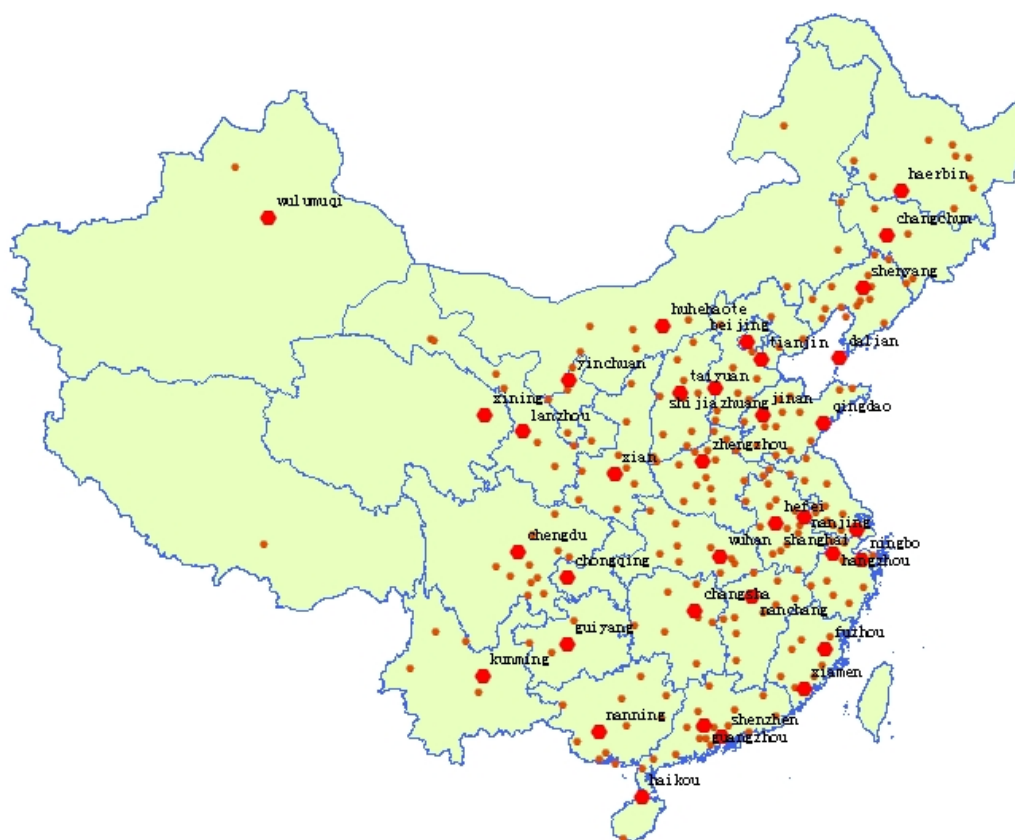 haerbin
wulumuqi
changchun
shenyang
huhehaote
beijing
tianjin
dalian
yinchuan
taiyuan
xining
shijiazhuang
jinan
qingdao
lanzhou
zhengzhou
xian
hefei
nanjing
chengdu
wuhan
shanghai
ningbo
chongqing
hangzhou
changsha
nanchang
guiyang
fuzhou
kunming
xiamen
nanning
shenzhen
guangzhou
haikou